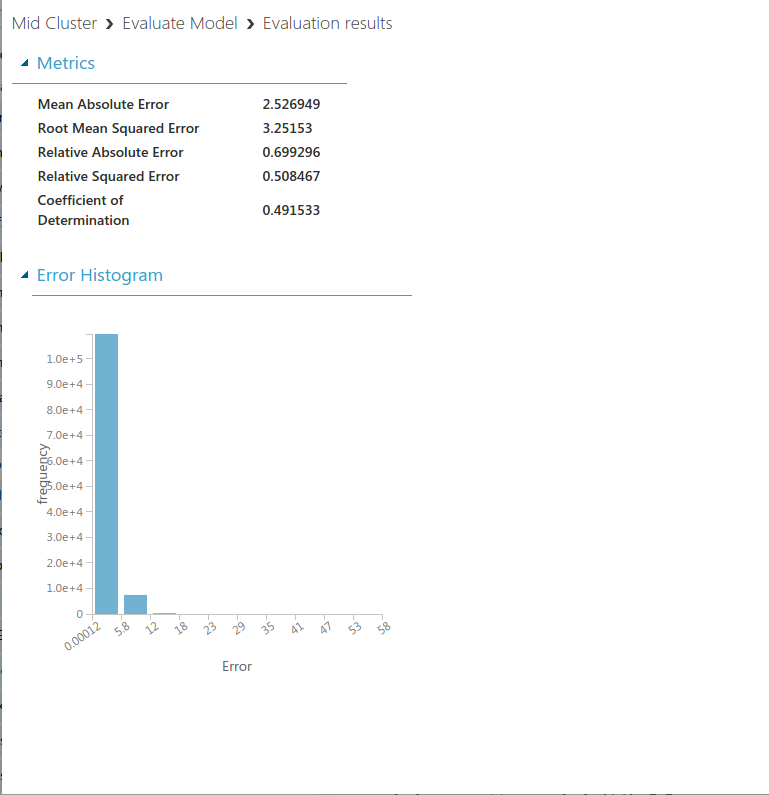 Mid Cluster › Evaluate Model › Evaluation results
Metrics
Mean Absolute Error 2.526949
Root Mean Squared Error 3.25153
Relative Absolute Error 0.699296
Relative Squared Error 0.508467
Coefficient of
Determination 0.491533
Error Histogram
1.0e+5
9.0e+4
8.0e+4
7.0e+4
6.0e+4
5.0e+4
4.0e+4
3.0e+4
2.0e+4
1.0e+4
0
frequency
0.00012 5.8 12 18 23 29 35 41 47 53 58
Error